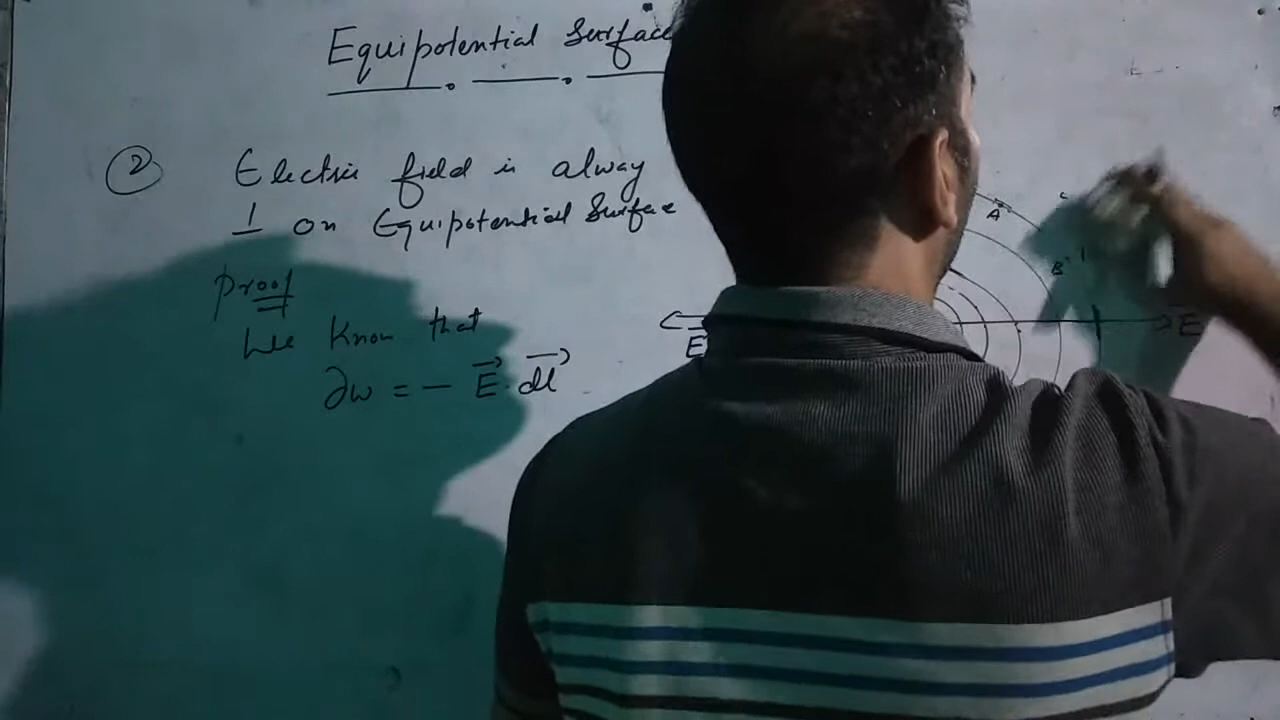 Equipotential Surface
② Electric field is alway
⊥ on Equipotential Surface
Proof
We Know that
∂w = - E⃗ . dl⃗
A
B
E
E